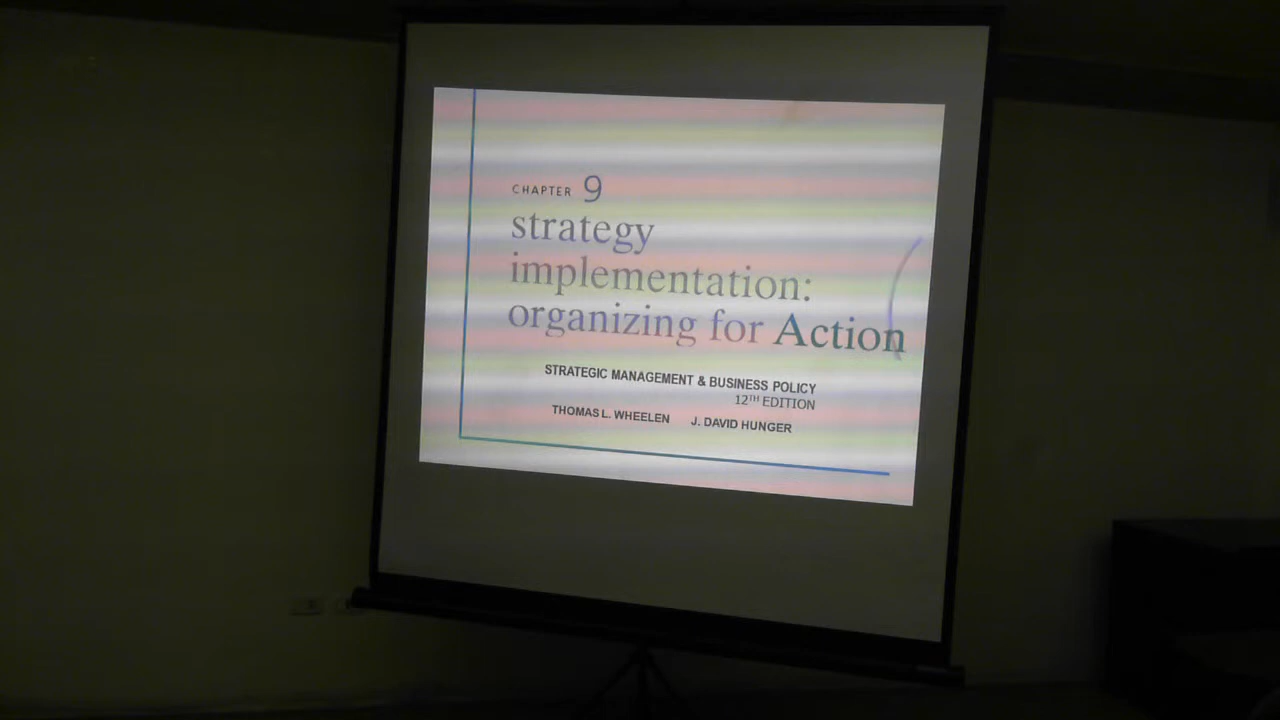 CHAPTER 9
strategy
implementation:
organizing for Action
STRATEGIC MANAGEMENT & BUSINESS POLICY
12TH EDITION
THOMAS L. WHEELEN J. DAVID HUNGER